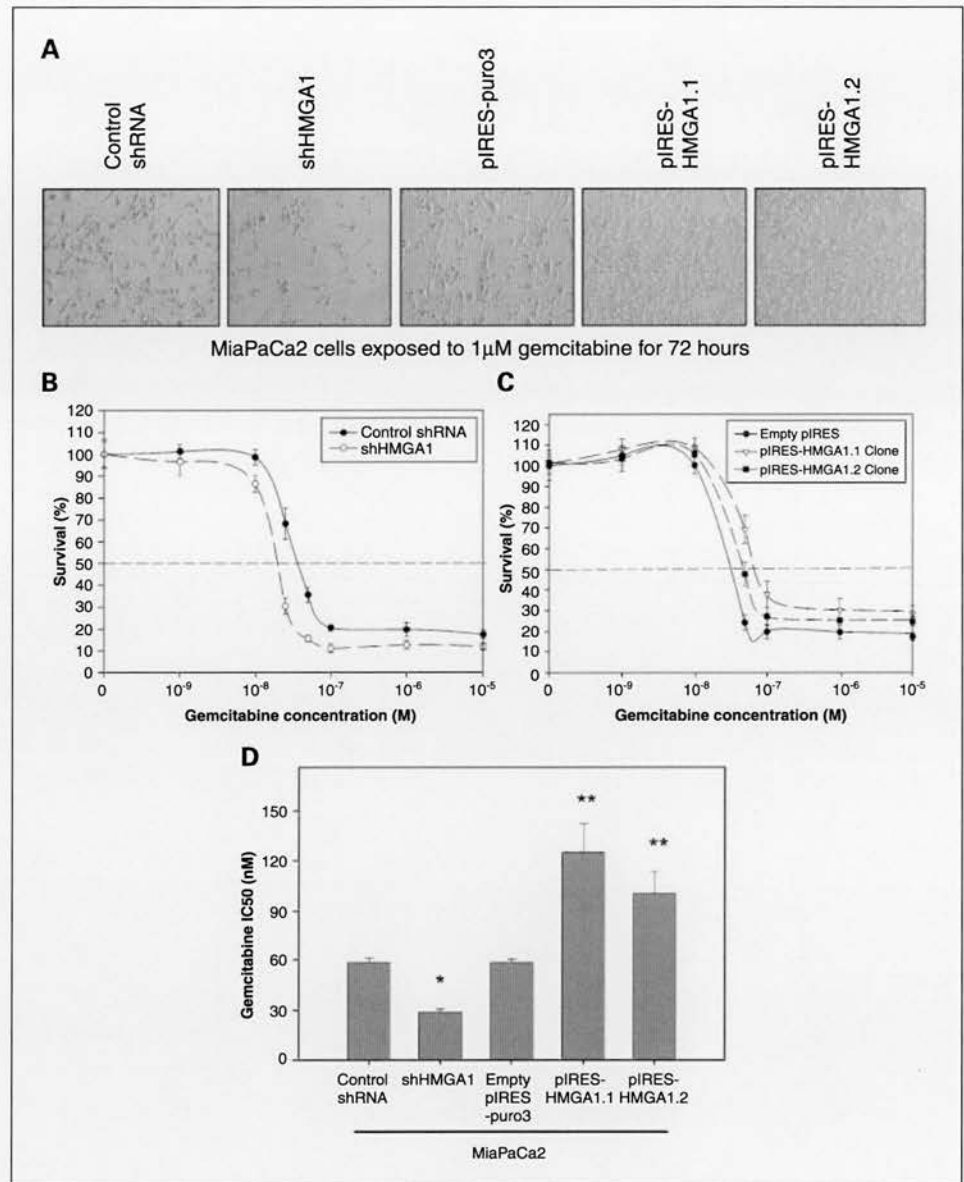 A
Control
shRNA
shHMGA1
pIRES-puro3
pIRES-
HMGA1.1
pIRES-
HMGA1.2
MiaPaCa2 cells exposed to 1μM gemcitabine for 72 hours
B
120
110
100
90
80
70
60
50
40
30
20
10
0
Survival (%)
Control shRNA
shHMGA1
0
10⁻⁹
10⁻⁸
10⁻⁷
10⁻⁶
10⁻⁵
Gemcitabine concentration (M)
C
120
110
100
90
80
70
60
50
40
30
20
10
0
Survival (%)
Empty pIRES
pIRES-HMGA1.1 Clone
pIRES-HMGA1.2 Clone
0
10⁻⁹
10⁻⁸
10⁻⁷
10⁻⁶
10⁻⁵
Gemcitabine concentration (M)
D
150
120
90
60
30
0
Gemcitabine IC50 (nM)
*
**
**
Control
shRNA
shHMGA1
Empty
pIRES
-puro3
pIRES-
HMGA1.1
pIRES-
HMGA1.2
MiaPaCa2